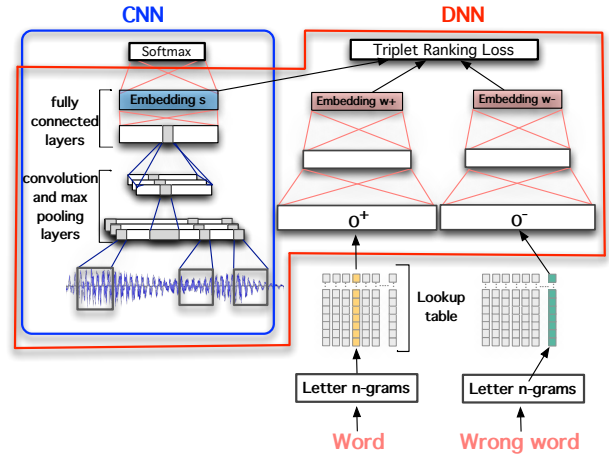 CNN
DNN
Softmax
Triplet Ranking Loss
fully
connected
layers
Embedding s
Embedding w+
Embedding w-
convolution
and max
pooling
layers
O⁺
O⁻
Lookup
table
Letter n-grams
Letter n-grams
Word
Wrong word